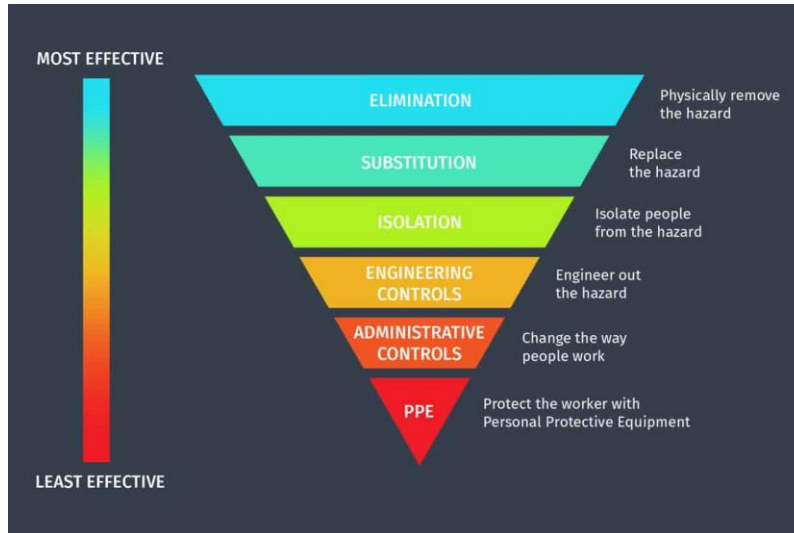 MOST EFFECTIVE
ELIMINATION
Physically remove
the hazard
SUBSTITUTION
Replace
the hazard
ISOLATION
Isolate people
from the hazard
ENGINEERING
CONTROLS
Engineer out
the hazard
ADMINISTRATIVE
CONTROLS
Change the way
people work
PPE
Protect the worker with
Personal Protective Equipment
LEAST EFFECTIVE